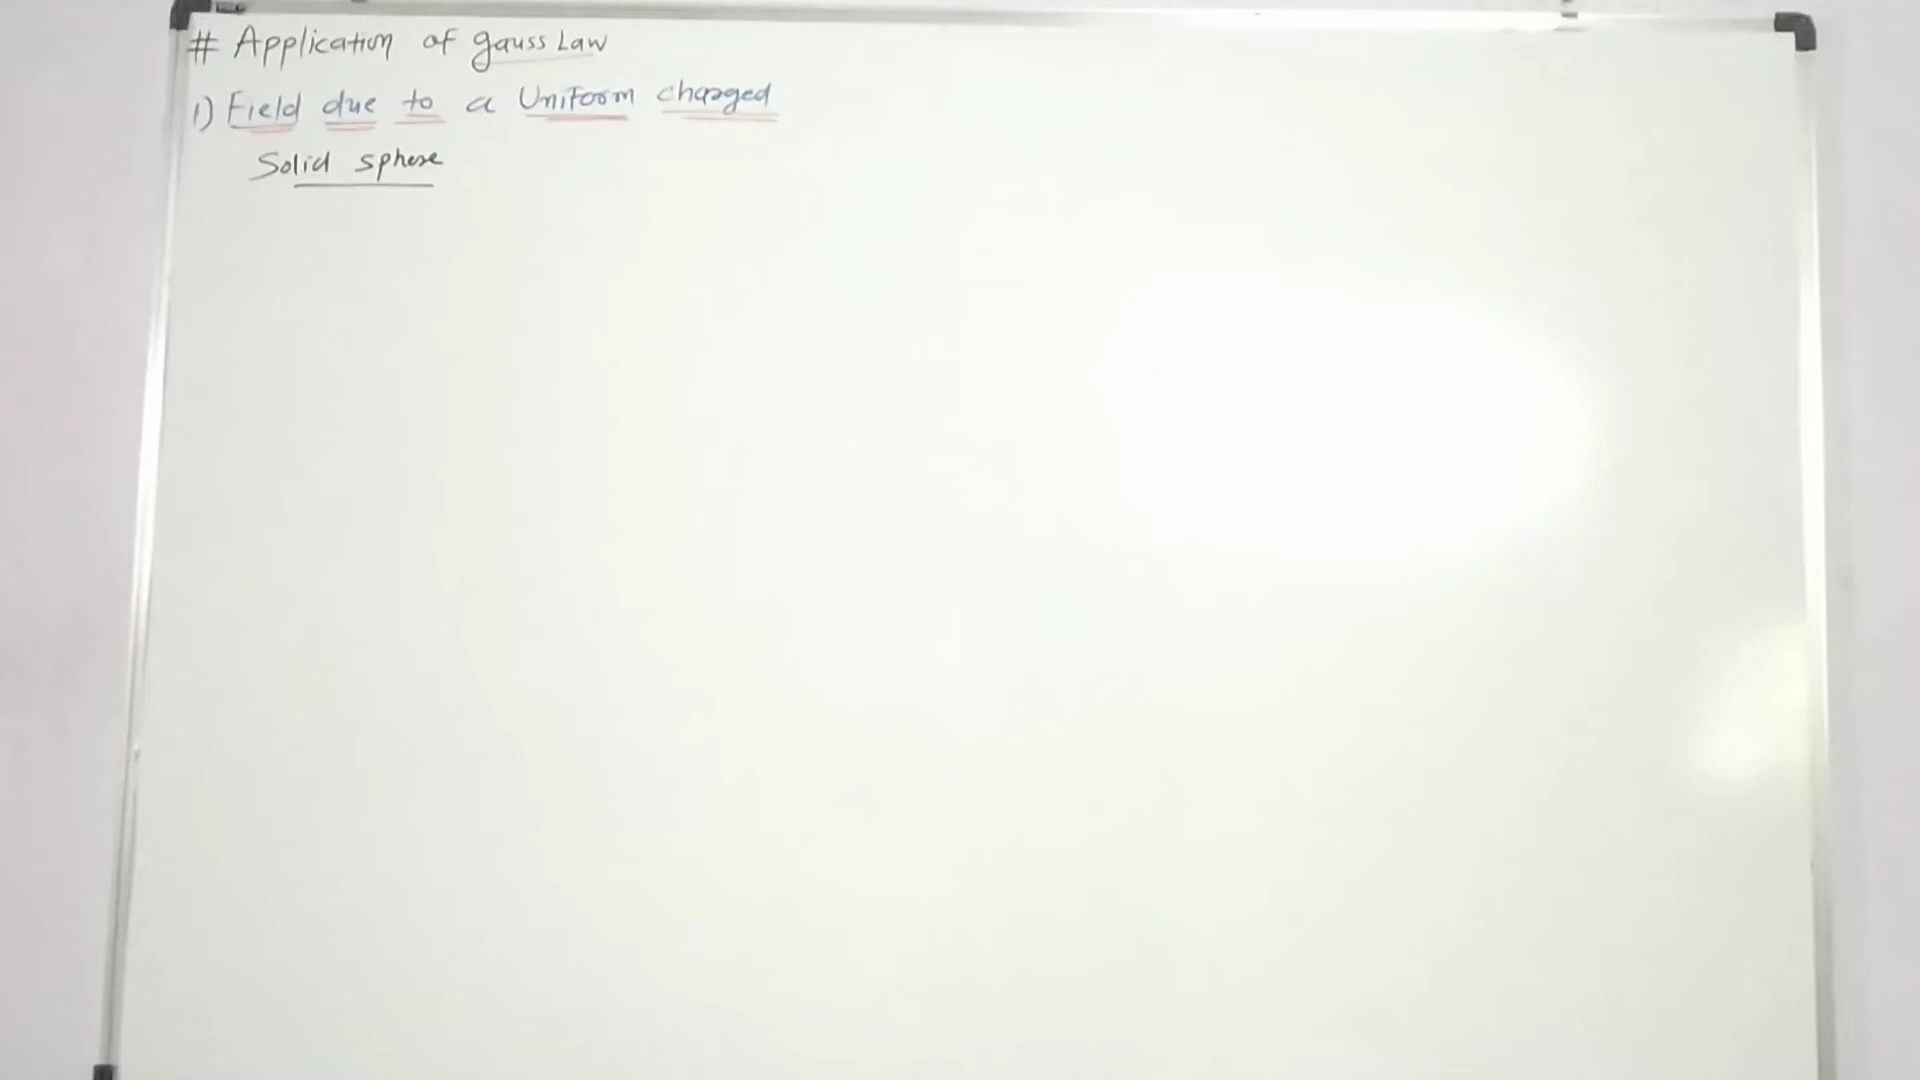 # Application of gauss Law
1) Field due to a Uniform charged
Solid sphere